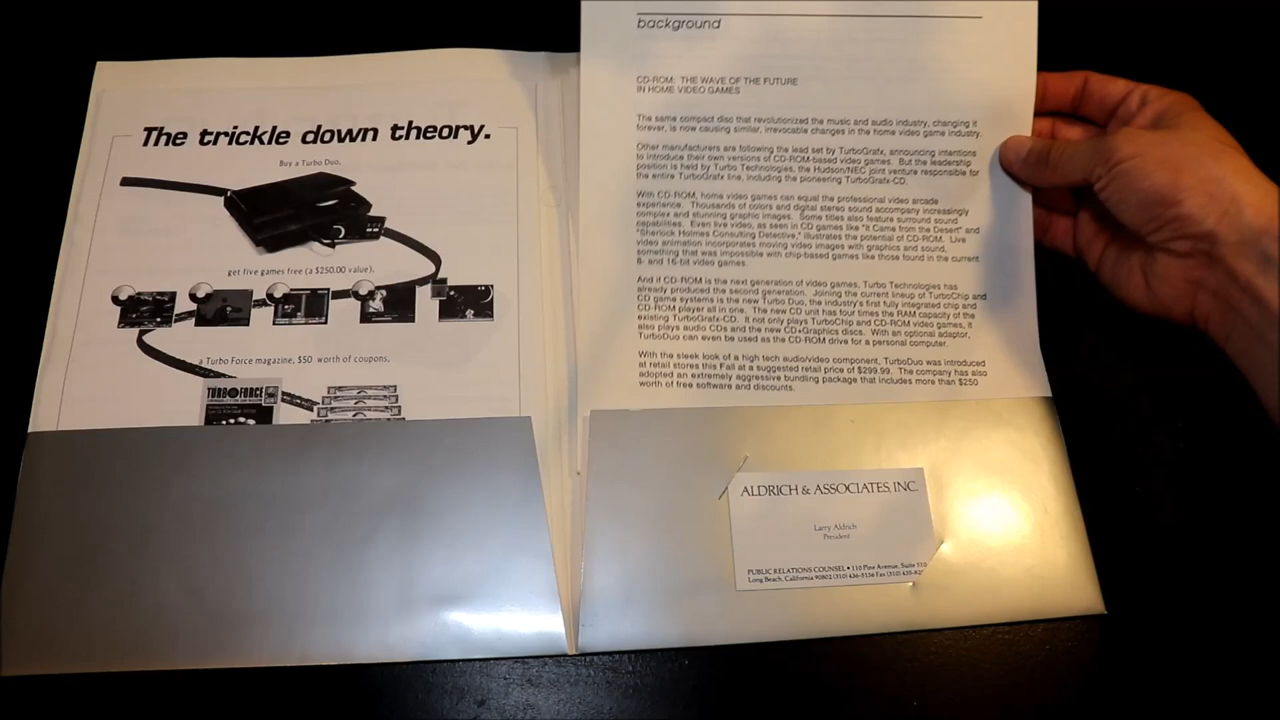 The trickle down theory.
Buy a Turbo Duo,
get five games free (a $250.00 value),
a Turbo Force magazine, $50 worth of coupons,
TURBO FORCE
background
CD-ROM: THE WAVE OF THE FUTURE
IN HOME VIDEO GAMES
The same compact disc that revolutionized the music and audio industry, changing it
forever, is now causing similar, irrevocable changes in the home video game industry.
Other manufacturers are following the lead set by TurboGrafx, announcing intentions
to introduce their own versions of CD-ROM-based video games. But the leadership
position is held by Turbo Technologies, the Hudson/NEC joint venture responsible for
the entire TurboGrafx line, including the pioneering TurboGrafx-CD.
With CD-ROM, home video games can equal the professional video arcade
experience. Thousands of colors and digital stereo sound accompany increasingly
complex and stunning graphic images. Some titles also feature surround sound
capabilities. Even live video, as seen in CD games like "It Came from the Desert" and
"Sherlock Holmes Consulting Detective," illustrates the potential of CD-ROM. Live
video animation incorporates moving video images with graphics and sound,
something that was impossible with chip-based games like those found in the current
8- and 16-bit video games.
And if CD-ROM is the next generation of video games, Turbo Technologies has
already produced the second generation. Joining the current lineup of TurboChip and
CD game systems is the new Turbo Duo, the industry's first fully integrated chip and
CD-ROM player all in one. The new CD unit has four times the RAM capacity of the
existing TurboGrafx-CD. It not only plays TurboChip and CD-ROM video games, it
also plays audio CDs and the new CD+Graphics discs. With an optional adaptor,
TurboDuo can even be used as the CD-ROM drive for a personal computer.
With the sleek look of a high tech audio/video component, TurboDuo was introduced
at retail stores this Fall at a suggested retail price of $299.99. The company has also
adopted an extremely aggressive bundling package that includes more than $250
worth of free software and discounts.
ALDRICH & ASSOCIATES, INC.
Larry Aldrich
President
PUBLIC RELATIONS COUNSEL • 110 Pine Avenue, Suite 510
Long Beach, California 90802 (310) 436-5156 Fax (310) 435-82